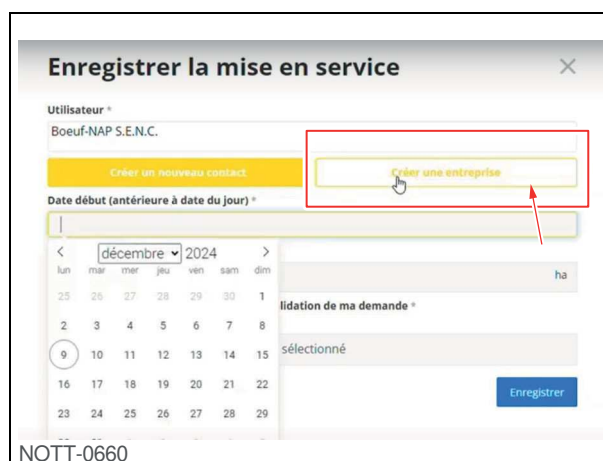 Enregistrer la mise en service
Utilisateur *
Boeuf-NAP S.E.N.C.
Créer un nouveau contact
Créer une entreprise
Date début (antérieure à date du jour) *
décembre 2024
lun mar mer jeu ven sam dim
ha
25 26 27 28 29 30 1
lidation de ma demande *
2 3 4 5 6 7 8
9 10 11 12 13 14 15
sélectionné
16 17 18 19 20 21 22
Enregistrer
23 24 25 26 27 28 29
NOTT-0660